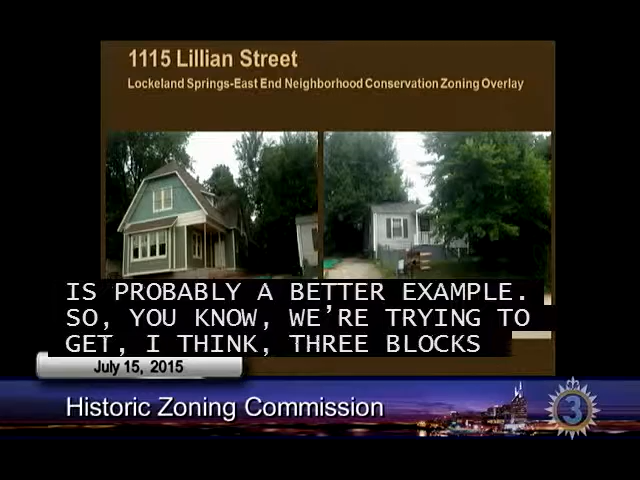 1115 Lillian Street
Lockeland Springs-East End Neighborhood Conservation Zoning Overlay
IS PROBABLY A BETTER EXAMPLE.
SO, YOU KNOW, WE'RE TRYING TO
GET, I THINK, THREE BLOCKS
July 15, 2015
Historic Zoning Commission
3